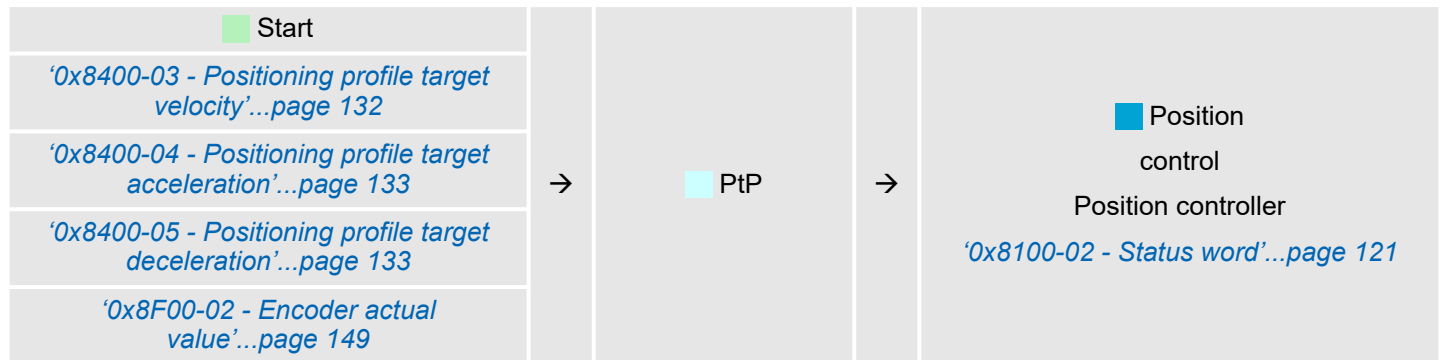 Start
‘0x8400-03 - Positioning profile target
velocity’...page 132
‘0x8400-04 - Positioning profile target
acceleration’...page 133
‘0x8400-05 - Positioning profile target
deceleration’...page 133
‘0x8F00-02 - Encoder actual
value’...page 149
→
PtP
→
Position
control
Position controller
‘0x8100-02 - Status word’...page 121